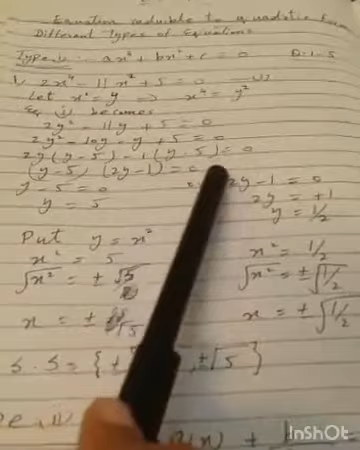 Equation reducible to quadratic form
Different Types of Equations
Type i: ax⁴ + bx² + c = 0 Q.1-5
1. 2x⁴ - 11x² + 5 = 0 (i)
Let x² = y ⇒ x⁴ = y²
Eq (i) becomes
2y² - 11y + 5 = 0
2y² - 10y - y + 5 = 0
2y(y - 5) - 1(y - 5) = 0
(y - 5) (2y - 1) = 0
y - 5 = 0 2y - 1 = 0
y = 5 2y = +1
y = 1/2
Put y = x²
x² = 5 x² = 1/2
√x² = ± √5 √x² = ± √1/2
x = ± √5 x = ± √1/2
S.S = {± , ±√5}
InShOt